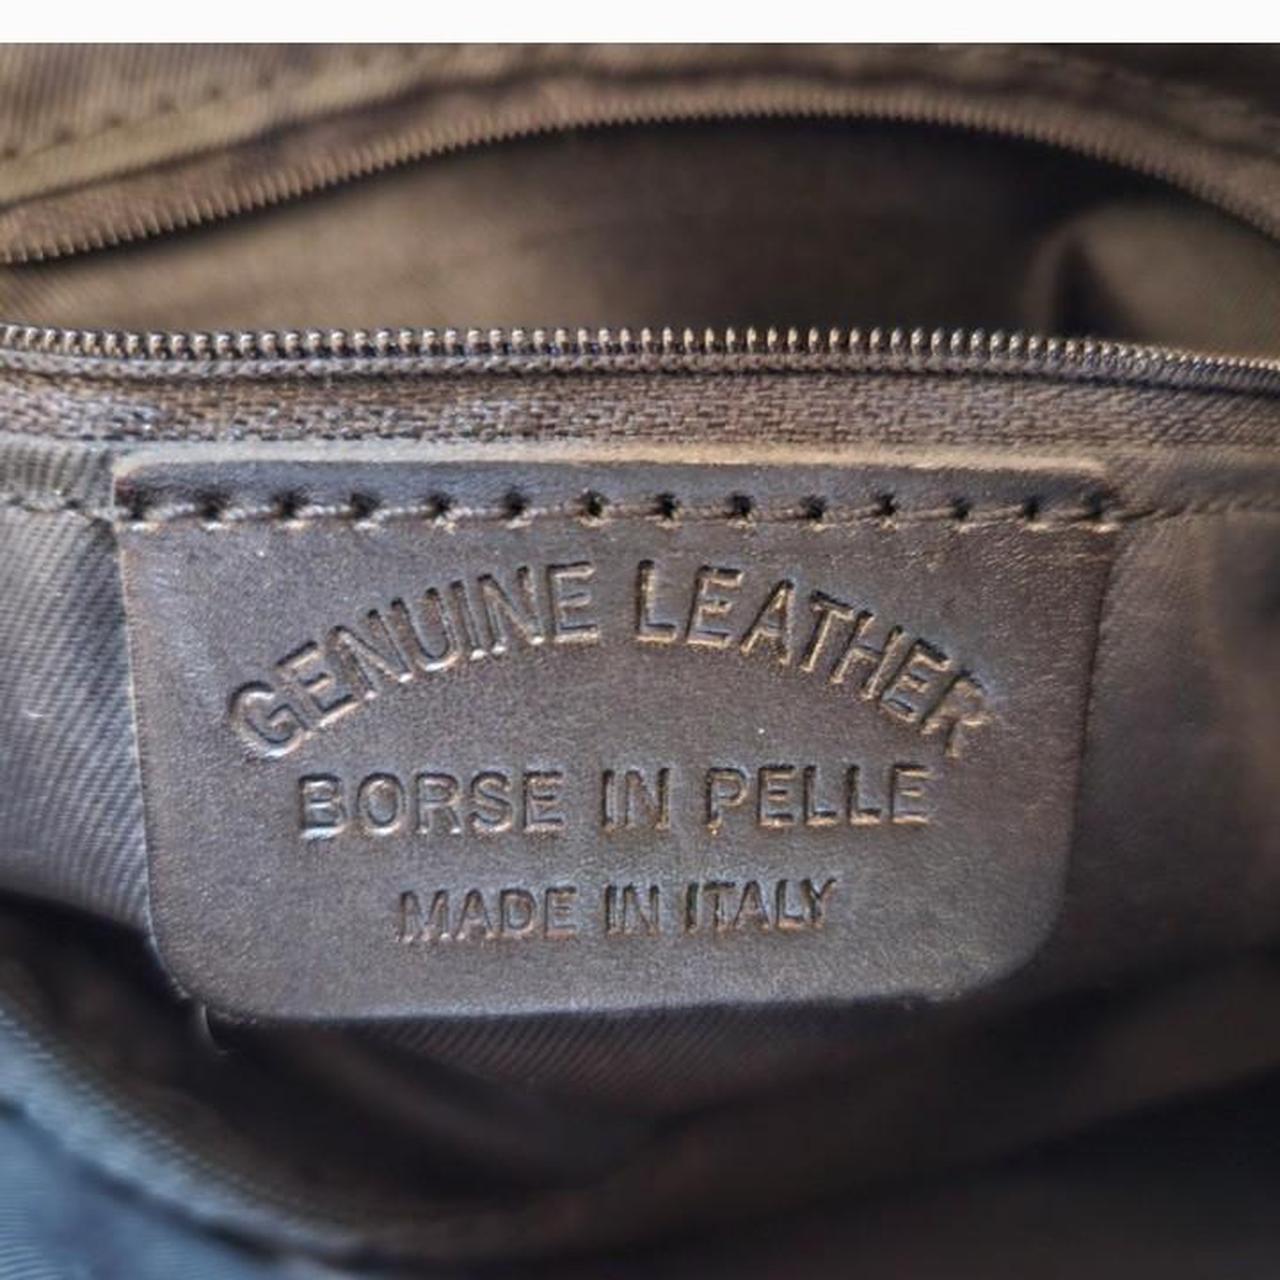 GENUINE LEATHER
BORSE IN PELLE
MADE IN ITALY